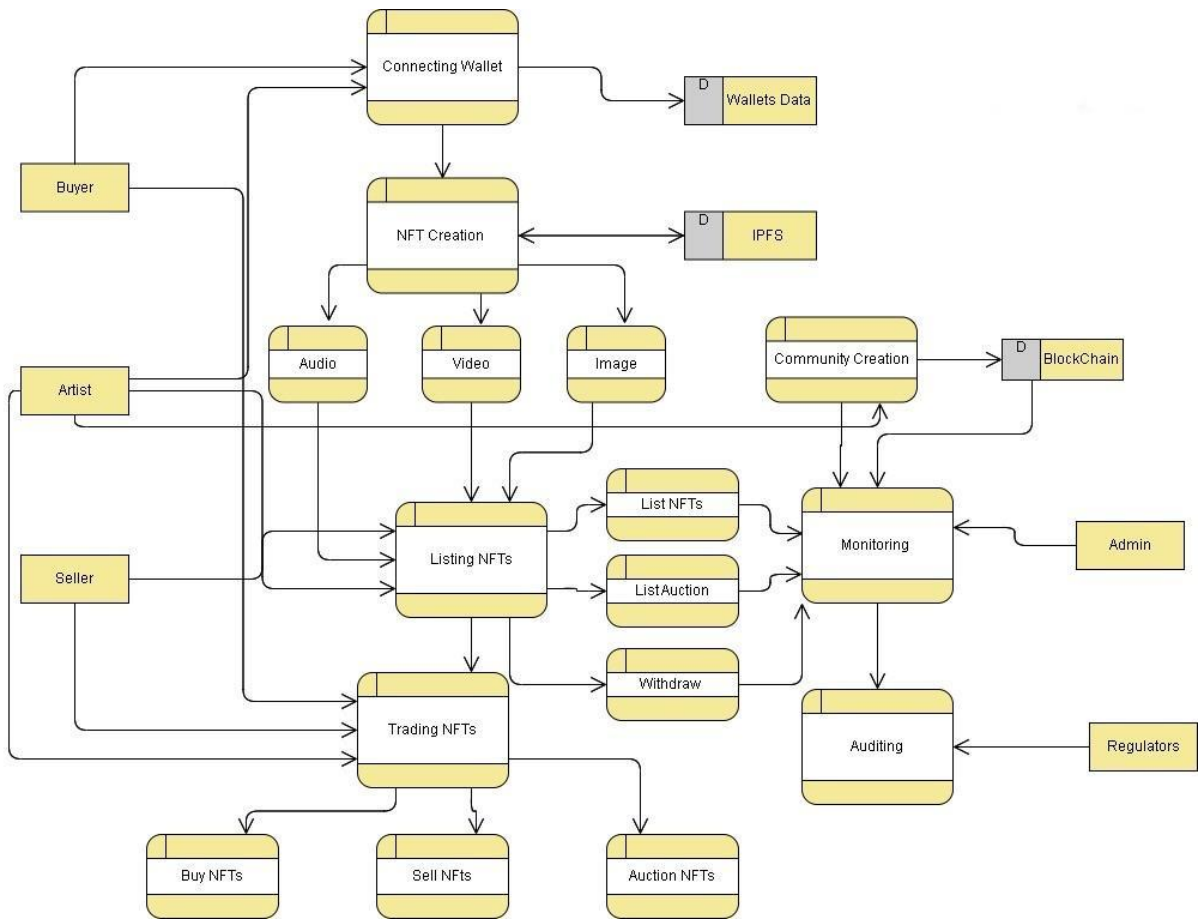 Connecting Wallet
D
Wallets Data
Buyer
NFT Creation
D
IPFS
Audio
Video
Image
Community Creation
D
BlockChain
Artist
List NFTs
Listing NFTs
Monitoring
Admin
Seller
ListAuction
Withdraw
Trading NFTs
Auditing
Regulators
Buy NFTs
Sell NFts
Auction NFTs